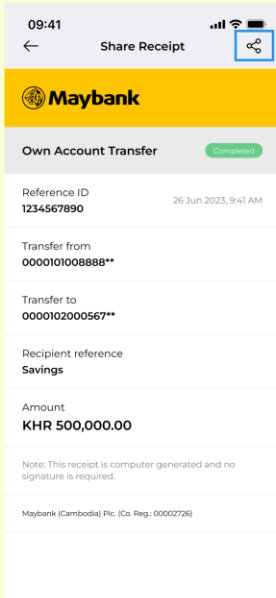 09:41
Share Receipt
Maybank
Own Account Transfer
Completed
Reference ID
1234567890
26 Jun 2023, 9:41 AM
Transfer from
0000101008888**
Transfer to
0000102000567**
Recipient reference
Savings
Amount
KHR 500,000.00
Note: This receipt is computer generated and no
signature is required.
Maybank (Cambodia) Plc. (Co. Reg.: 00002726)